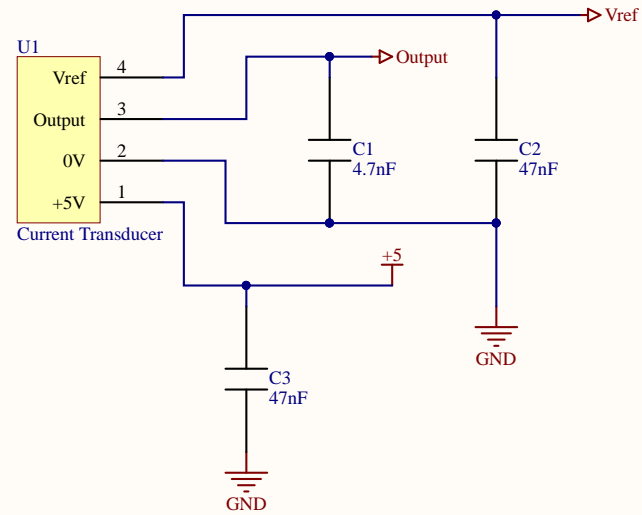 Vref
U1
Vref 4
Output
Output 3
C1
4.7nF
C2
47nF
0V 2
+5V 1
Current Transducer
+5
GND
C3
47nF
GND